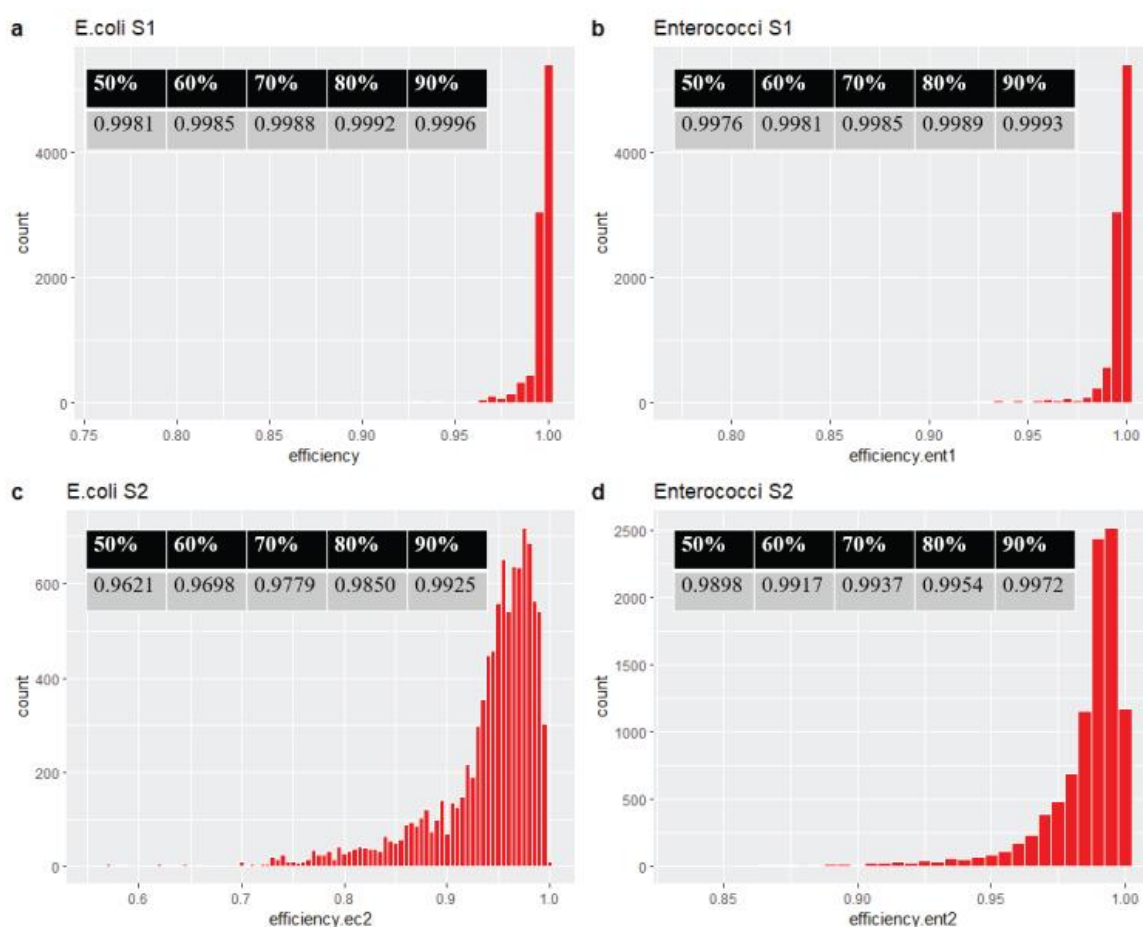 a E.coli S1
50% 60% 70% 80% 90%
0.9981 0.9985 0.9988 0.9992 0.9996
4000
2000
0
count
0.75 0.80 0.85 0.90 0.95 1.00
efficiency
b Enterococci S1
50% 60% 70% 80% 90%
0.9976 0.9981 0.9985 0.9989 0.9993
4000
2000
0
count
0.80 0.85 0.90 0.95 1.00
efficiency.ent1
c E.coli S2
50% 60% 70% 80% 90%
0.9621 0.9698 0.9779 0.9850 0.9925
600
400
200
0
count
0.6 0.7 0.8 0.9 1.0
efficiency.ec2
d Enterococci S2
50% 60% 70% 80% 90%
0.9898 0.9917 0.9937 0.9954 0.9972
2500
2000
1500
1000
500
0
count
0.85 0.90 0.95 1.00
efficiency.ent2